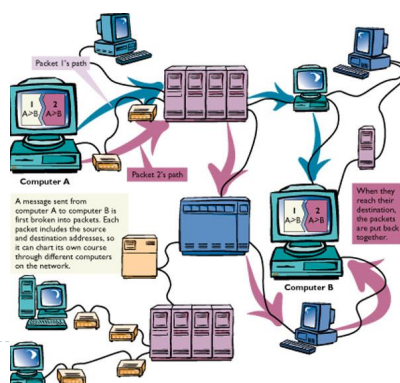 Packet 1's path
1
A>B
2
A>B
Computer A
Packet 2's path
A message sent from
computer A to computer B is
first broken into packets. Each
packet includes the source
and destination addresses, so
it can chart its own course
through different computers
on the network.
1
A>B
2
A>B
Computer B
When they
reach their
destination,
the packets
are put back
together.